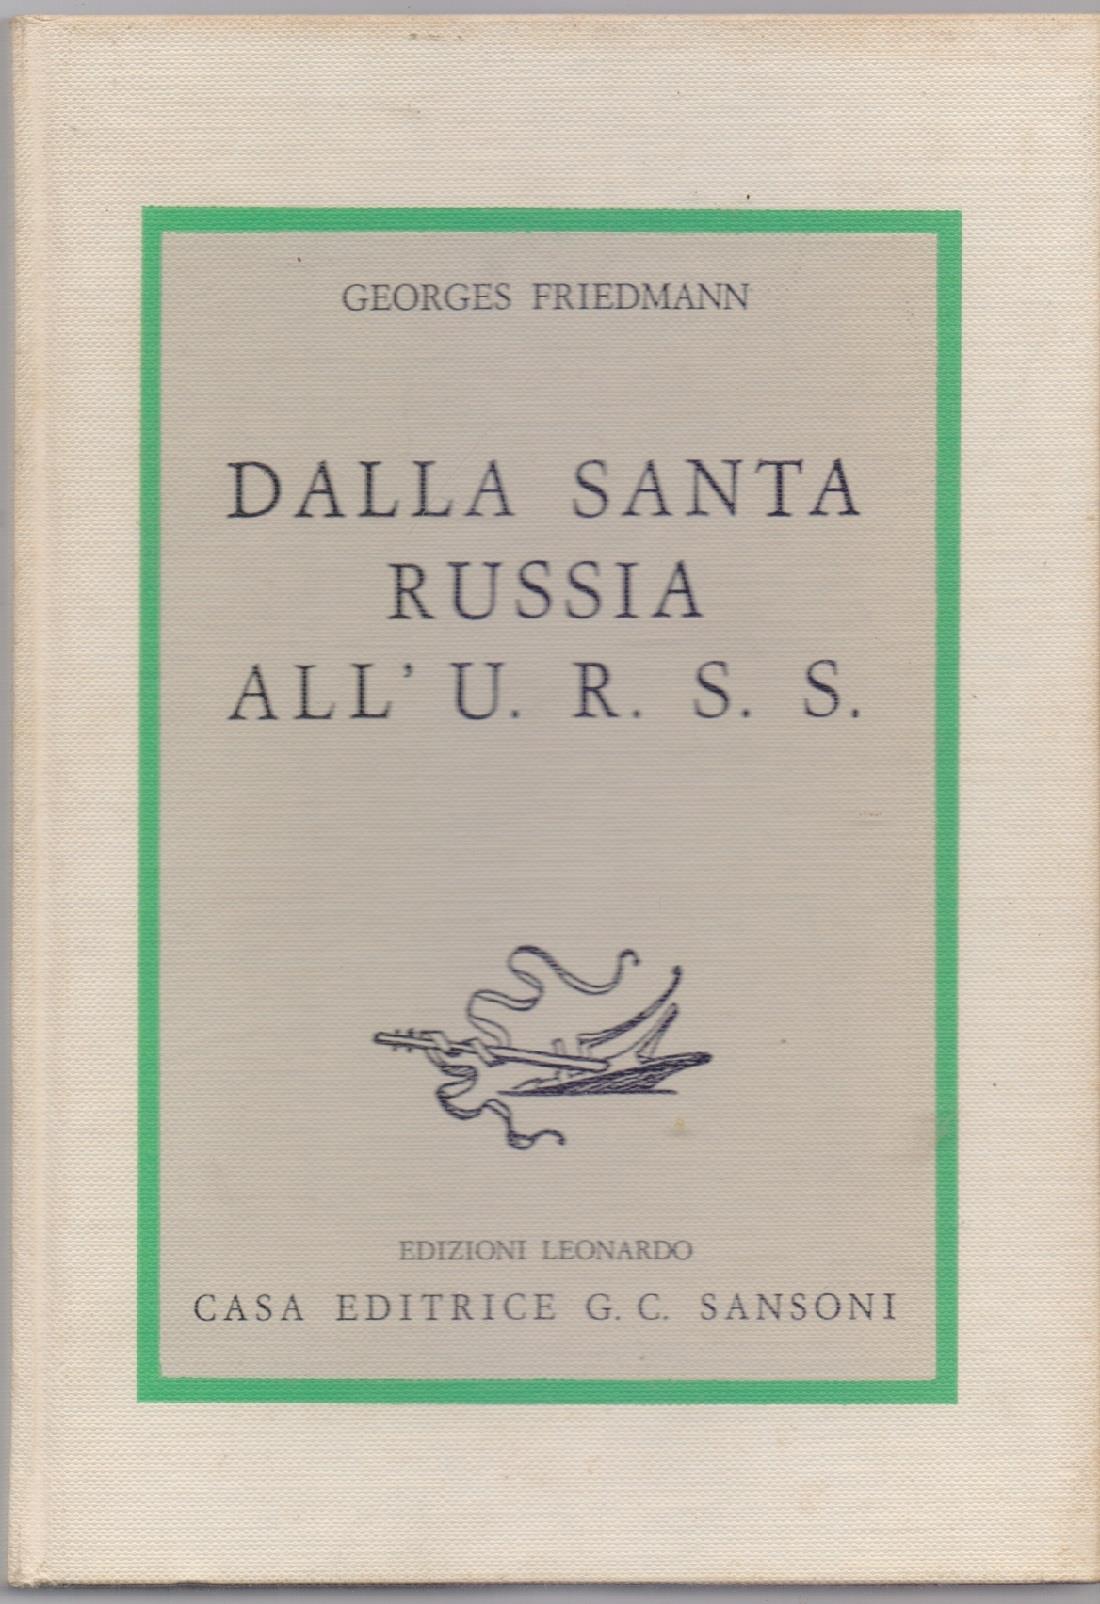 GEORGES FRIEDMANN
DALLA SANTA
RUSSIA
ALL' U. R. S. S.
EDIZIONI LEONARDO
CASA EDITRICE G. C. SANSONI